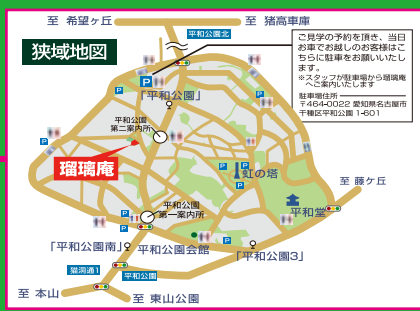 至 希望ヶ丘
至 猪高車庫
平和公園北
狭域地図
ご見学の予約を頂き、当日
お車でお越しのお客様はこ
ちらに駐車をお願いいたし
ます。
※スタッフが駐車場から瑠璃庵
へご案内いたします
駐車場住所
〒464-0022 愛知県名古屋市
千種区平和公園 1-601
P
「平和公園」
平和公園
第二案内所
瑠璃庵
虹の塔
至 藤ケ丘
平和堂
平和公園
第一案内所
「平和公園南」
平和公園会館
「平和公園3」
猫洞通1
平和公園
至 本山
至 東山公園